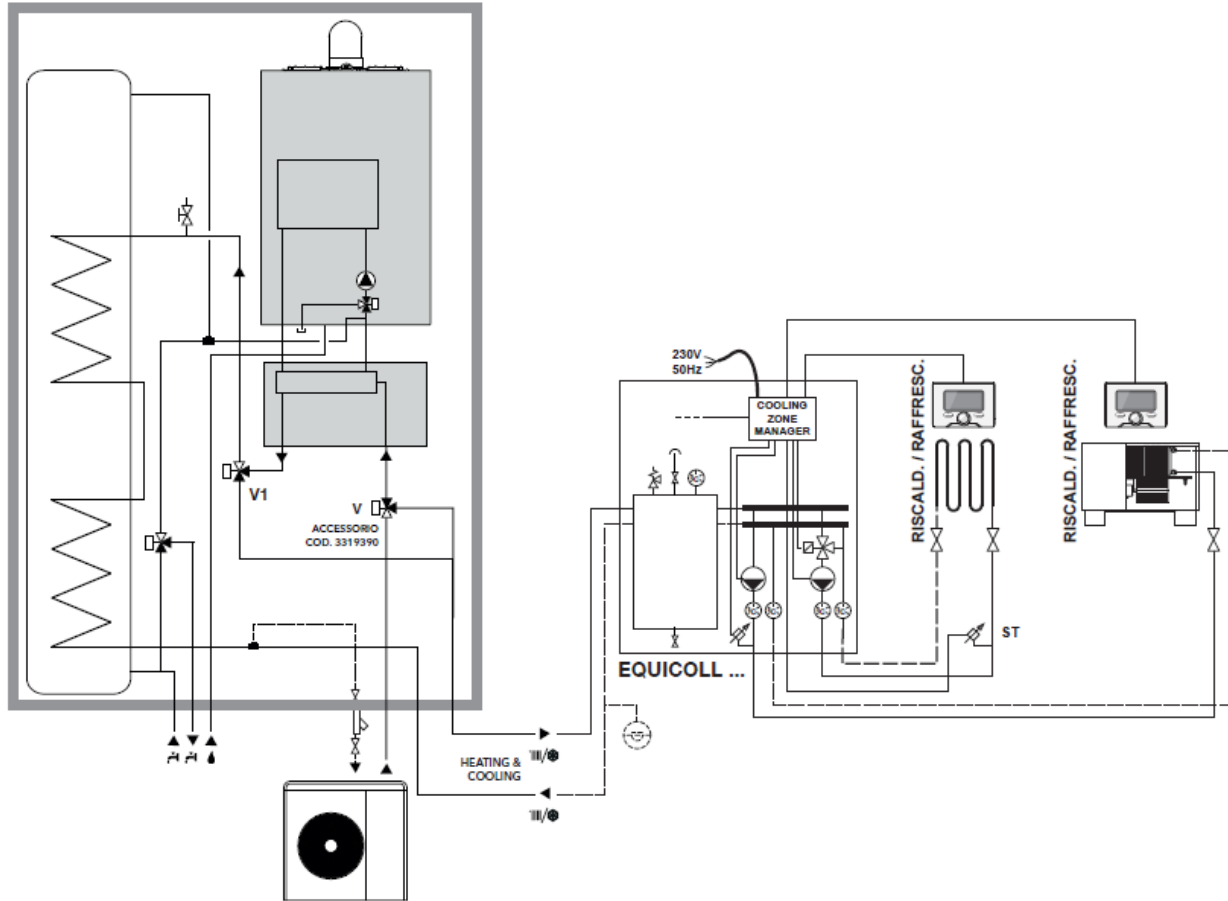 230V
50Hz
COOLING
ZONE
MANAGER
RISCALD. / RAFFRESC.
RISCALD. / RAFFRESC.
V1
V
ACCESSORIO
COD. 3319390
ST
EQUICOLL ...
HEATING &
COOLING